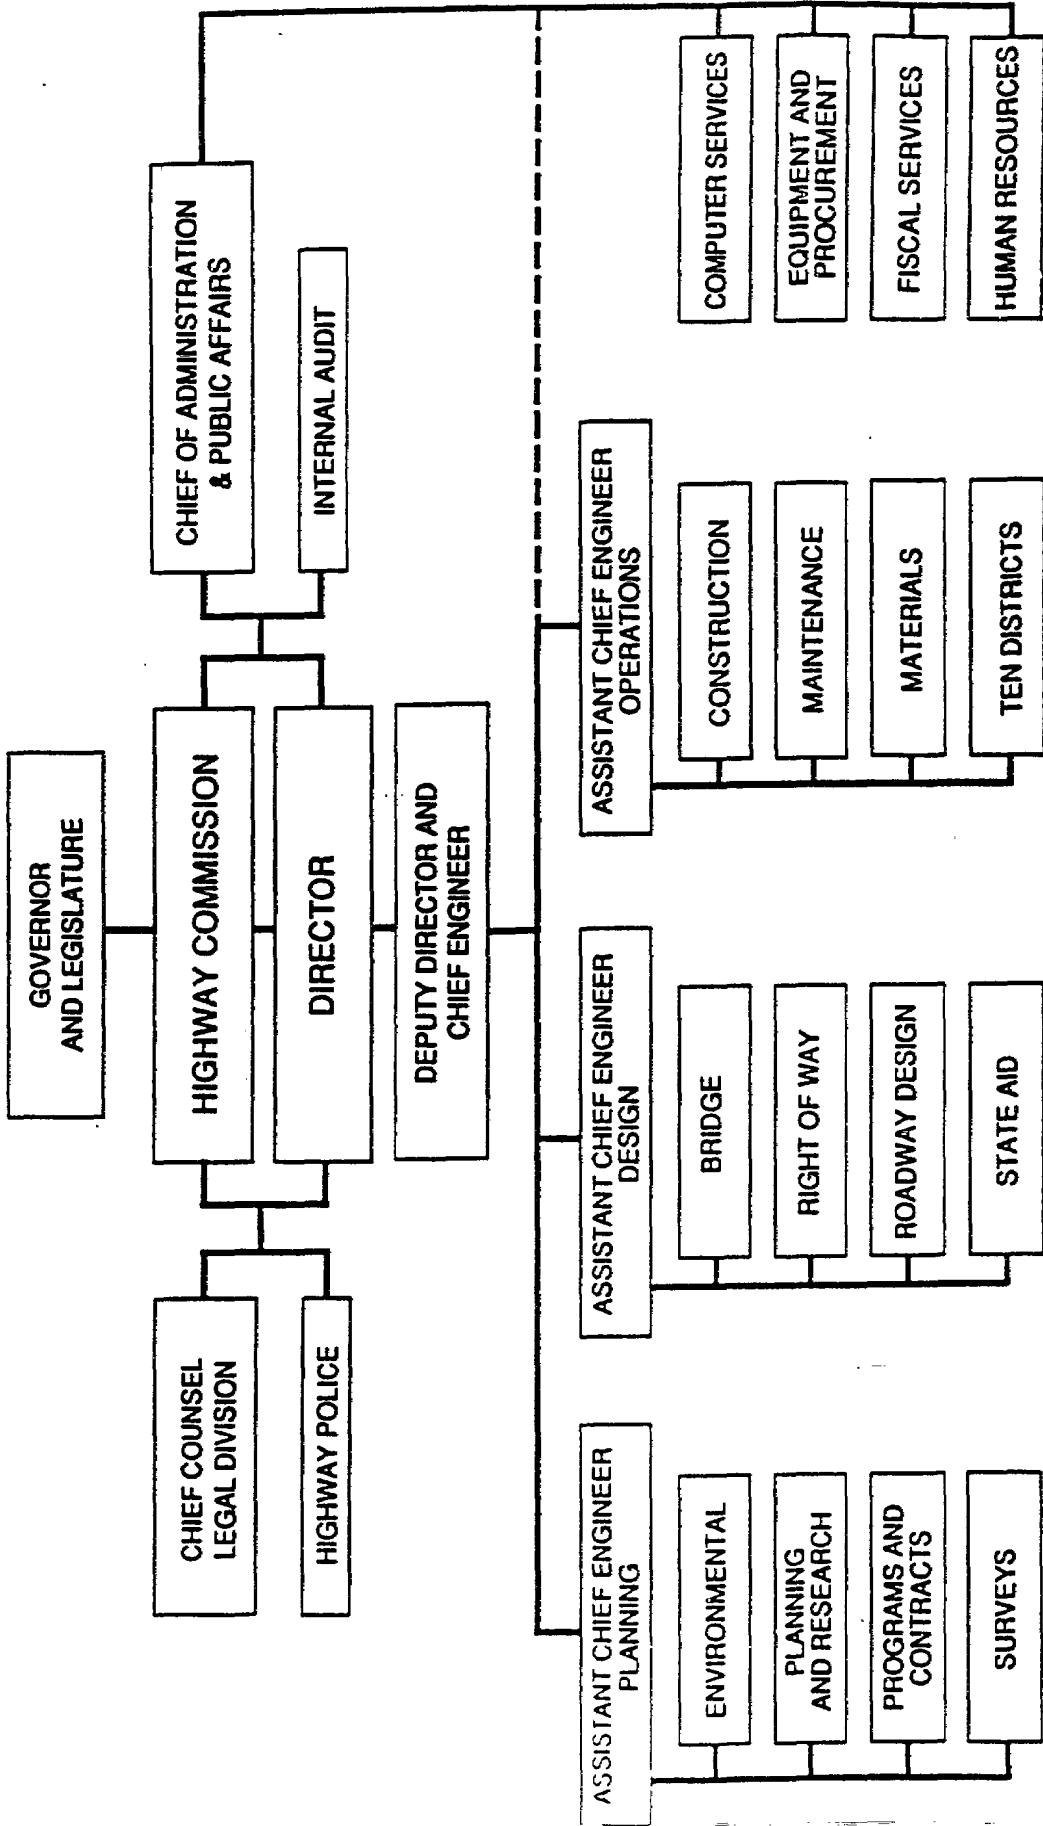 GOVERNOR
AND LEGISLATURE
CHIEF COUNSEL
LEGAL DIVISION
HIGHWAY COMMISSION
CHIEF OF ADMINISTRATION
& PUBLIC AFFAIRS
HIGHWAY POLICE
DIRECTOR
INTERNAL AUDIT
DEPUTY DIRECTOR AND
CHIEF ENGINEER
ASSISTANT CHIEF ENGINEER
PLANNING
ENVIRONMENTAL
PLANNING
AND RESEARCH
PROGRAMS AND
CONTRACTS
SURVEYS
ASSISTANT CHIEF ENGINEER
DESIGN
BRIDGE
RIGHT OF WAY
ROADWAY DESIGN
STATE AID
ASSISTANT CHIEF ENGINEER
OPERATIONS
CONSTRUCTION
MAINTENANCE
MATERIALS
TEN DISTRICTS
COMPUTER SERVICES
EQUIPMENT AND
PROCUREMENT
FISCAL SERVICES
HUMAN RESOURCES